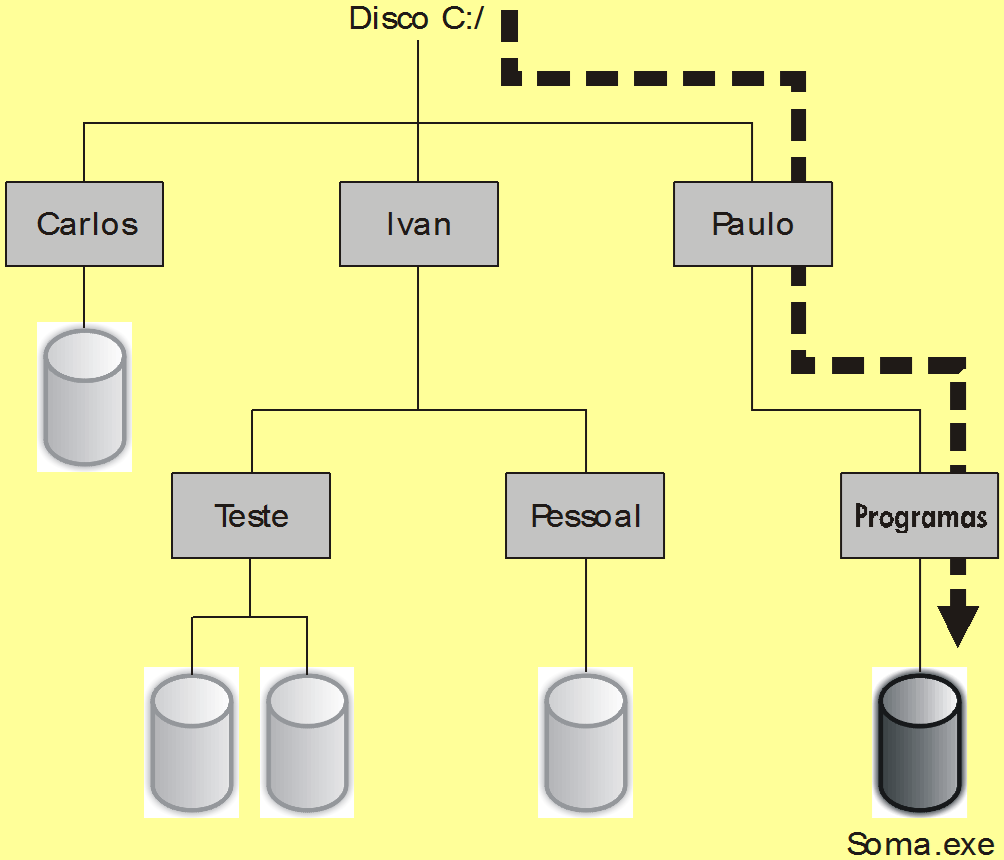 Disco C:/
Carlos
Ivan
Paulo
Teste
Pessoal
Programas
Soma.exe